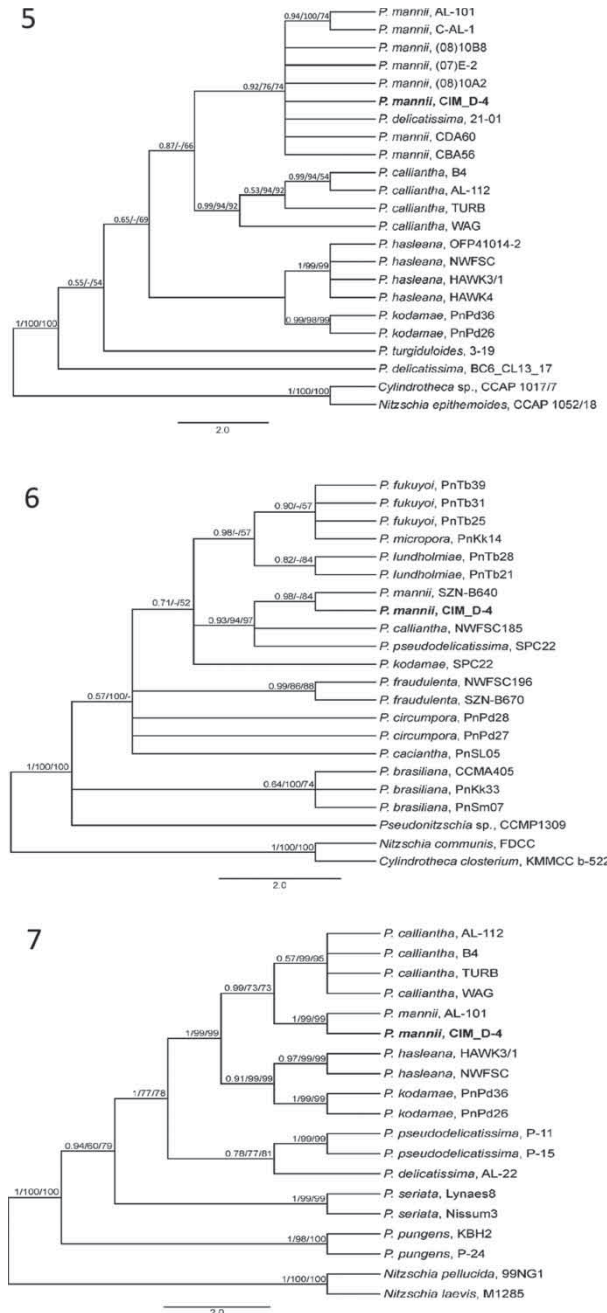 5
P. mannii, AL-101
0.94/100/74
P. mannii, C-AL-1
P. mannii, (08)10B8
P. mannii, (07)E-2
P. mannii, (08)10A2
0.92/76/74
P. mannii, CIM_D-4
P. delicatissima, 21-01
P. mannii, CDA60
0.87/-/66
P. mannii, CBA56
0.99/94/54
P. calliantha, B4
0.53/94/92
P. calliantha, AL-112
0.99/94/92
P. calliantha, TURB
0.65/-/69
P. calliantha, WAG
P. hasleana, OFP41014-2
P. hasleana, NWFSC
1/99/99
P. hasleana, HAWK3/1
0.55/-/54
P. hasleana, HAWK4
P. kodamae, PnPd36
0.99/98/99
P. kodamae, PnPd26
1/100/100
P. turgiduloides, 3-19
P. delicatissima, BC6_CL13_17
Cylindrotheca sp., CCAP 1017/7
1/100/100
Nitzschia epithemoides, CCAP 1052/18
2.0
6
P. fukuyoi, PnTb39
P. fukuyoi, PnTb31
0.90/-/57
P. fukuyoi, PnTb25
0.98/-/57
P. micropora, PnKk14
P. lundholmiae, PnTb28
0.82/-/84
P. lundholmiae, PnTb21
P. mannii, SZN-B640
0.98/-/84
P. mannii, CIM_D-4
0.71/-/52
0.93/94/97
P. calliantha, NWFSC185
P. pseudodelicatissima, SPC22
P. kodamae, SPC22
P. fraudulenta, NWFSC196
0.99/86/88
P. fraudulenta, SZN-B670
0.57/100/-
P. circumpora, PnPd28
P. circumpora, PnPd27
P. caciantha, PnSL05
1/100/100
P. brasiliana, CCMA405
0.64/100/74
P. brasiliana, PnKk33
P. brasiliana, PnSm07
Pseudonitzschia sp., CCMP1309
Nitzschia communis, FDCC
1/100/100
Cylindrotheca closterium, KMMCC b-522
2.0
7
P. calliantha, AL-112
P. calliantha, B4
0.57/99/95
P. calliantha, TURB
0.99/73/73
P. calliantha, WAG
P. mannii, AL-101
1/99/99
P. mannii, CIM_D-4
1/99/99
P. hasleana, HAWK3/1
0.97/99/99
P. hasleana, NWFSC
0.91/99/99
P. kodamae, PnPd36
1/99/99
1/77/78
P. kodamae, PnPd26
P. pseudodelicatissima, P-11
1/99/99
P. pseudodelicatissima, P-15
0.78/77/81
0.94/60/79
P. delicatissima, AL-22
P. seriata, Lynaes8
1/99/99
1/100/100
P. seriata, Nissum3
P. pungens, KBH2
1/98/100
P. pungens, P-24
Nitzschia pellucida, 99NG1
1/100/100
Nitzschia laevis, M1285
2.0